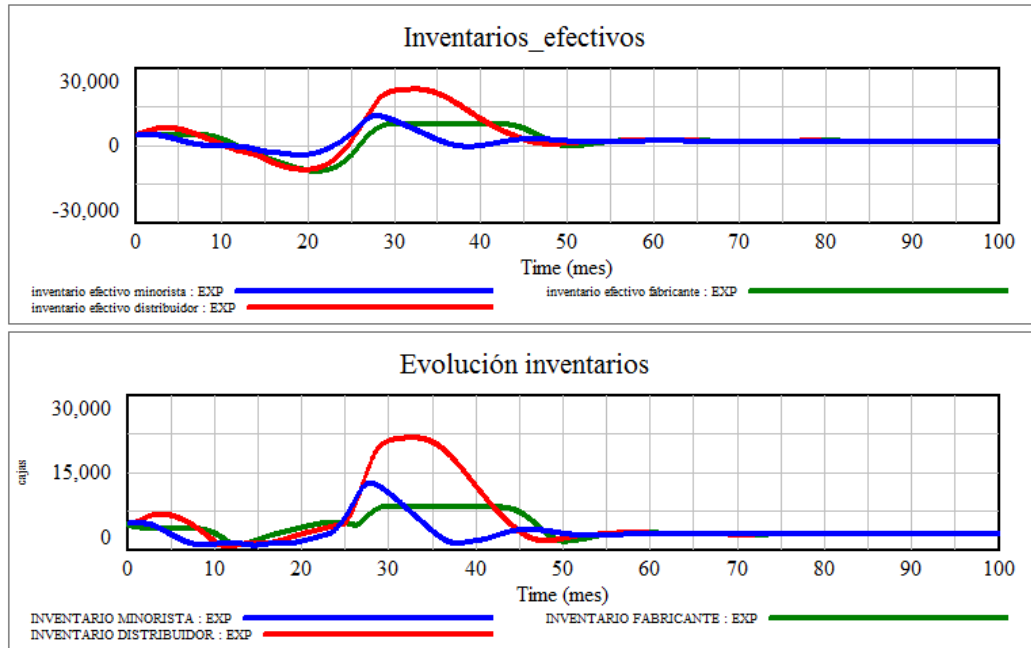 Inventarios_efectivos
30,000
0
-30,000
0 10 20 30 40 50 60 70 80 90 100
Time (mes)
inventario efectivo minorista : EXP
inventario efectivo fabricante : EXP
inventario efectivo distribuidor : EXP
Evolución inventarios
30,000
15,000
0
cajas
0 10 20 30 40 50 60 70 80 90 100
Time (mes)
INVENTARIO MINORISTA : EXP
INVENTARIO FABRICANTE : EXP
INVENTARIO DISTRIBUIDOR : EXP